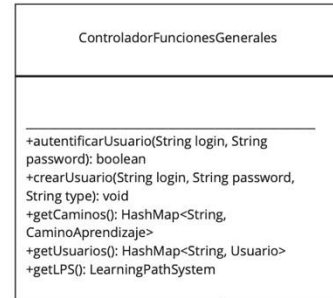 ControladorFuncionesGenerales
+autentificarUsuario(String login, String
password): boolean
+crearUsuario(String login, String password,
String type): void
+getCaminos(): HashMap<String,
CaminoAprendizaje>
+getUsuarios(): HashMap<String, Usuario>
+getLPS(): LearningPathSystem